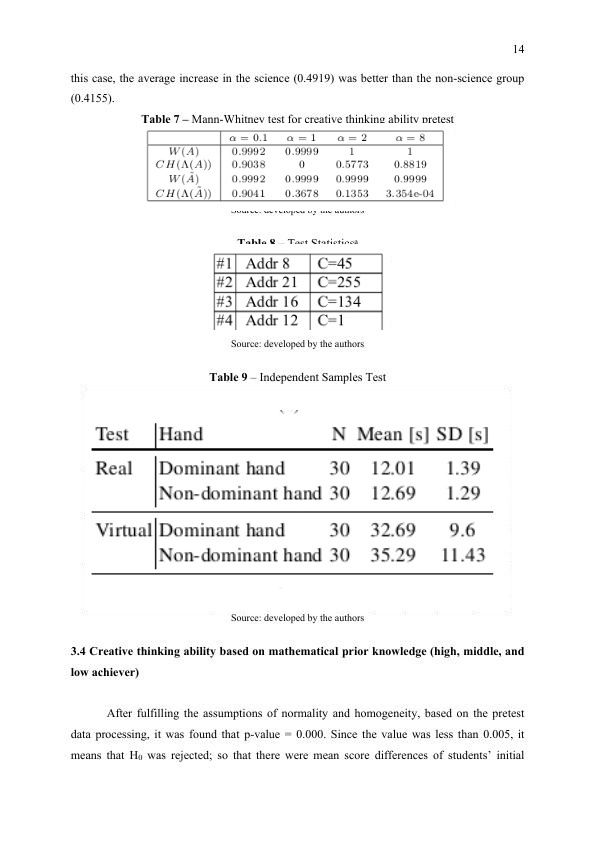 14
this case, the average increase in the science (0.4919) was better than the non-science group
(0.4155).
Table 7 – Mann-Whitney test for creative thinking ability pretest
α = 0.1 α = 1 α = 2 α = 8
W(A) 0.9992 0.9999 1 1
CH(Λ(A)) 0.9038 0 0.5773 0.8819
W(Ã) 0.9992 0.9999 0.9999 0.9999
CH(Λ(Ã)) 0.9041 0.3678 0.1353 3.354e-04
Source: developed by the authors
Table 8 – Test Statisticsᵃ
#1 Addr 8 C=45
#2 Addr 21 C=255
#3 Addr 16 C=134
#4 Addr 12 C=1
Source: developed by the authors
Table 9 – Independent Samples Test
Test Hand N Mean [s] SD [s]
Real Dominant hand 30 12.01 1.39
Non-dominant hand 30 12.69 1.29
Virtual Dominant hand 30 32.69 9.6
Non-dominant hand 30 35.29 11.43
Source: developed by the authors
3.4 Creative thinking ability based on mathematical prior knowledge (high, middle, and
low achiever)
After fulfilling the assumptions of normality and homogeneity, based on the pretest
data processing, it was found that p-value = 0.000. Since the value was less than 0.005, it
means that H₀ was rejected; so that there were mean score differences of students’ initial